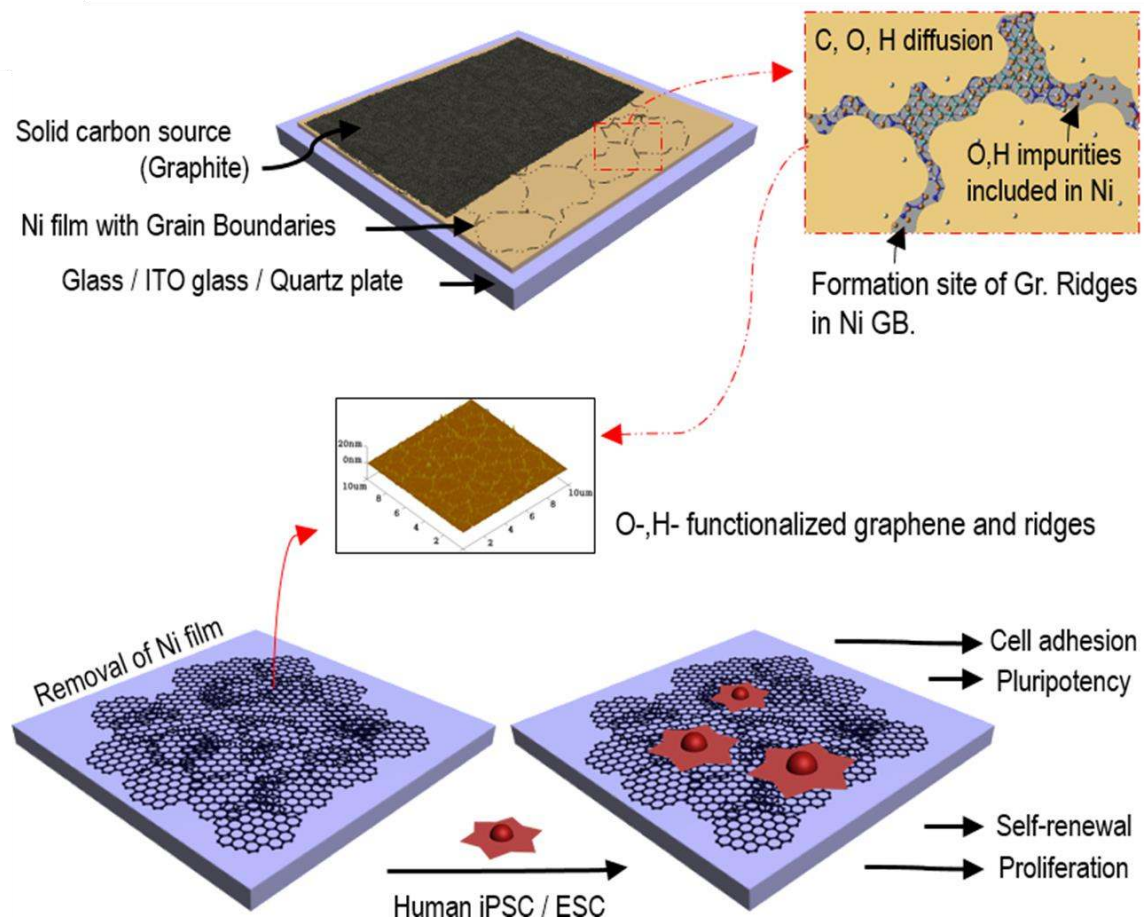 Solid carbon source
(Graphite)
Ni film with Grain Boundaries
Glass / ITO glass / Quartz plate
C, O, H diffusion
O,H impurities
included in Ni
Formation site of Gr. Ridges
in Ni GB.
20nm
0nm
10um
8
6
4
2
2
4
6
8
10um
O-,H- functionalized graphene and ridges
Removal of Ni film
Human iPSC / ESC
Cell adhesion
Pluripotency
Self-renewal
Proliferation